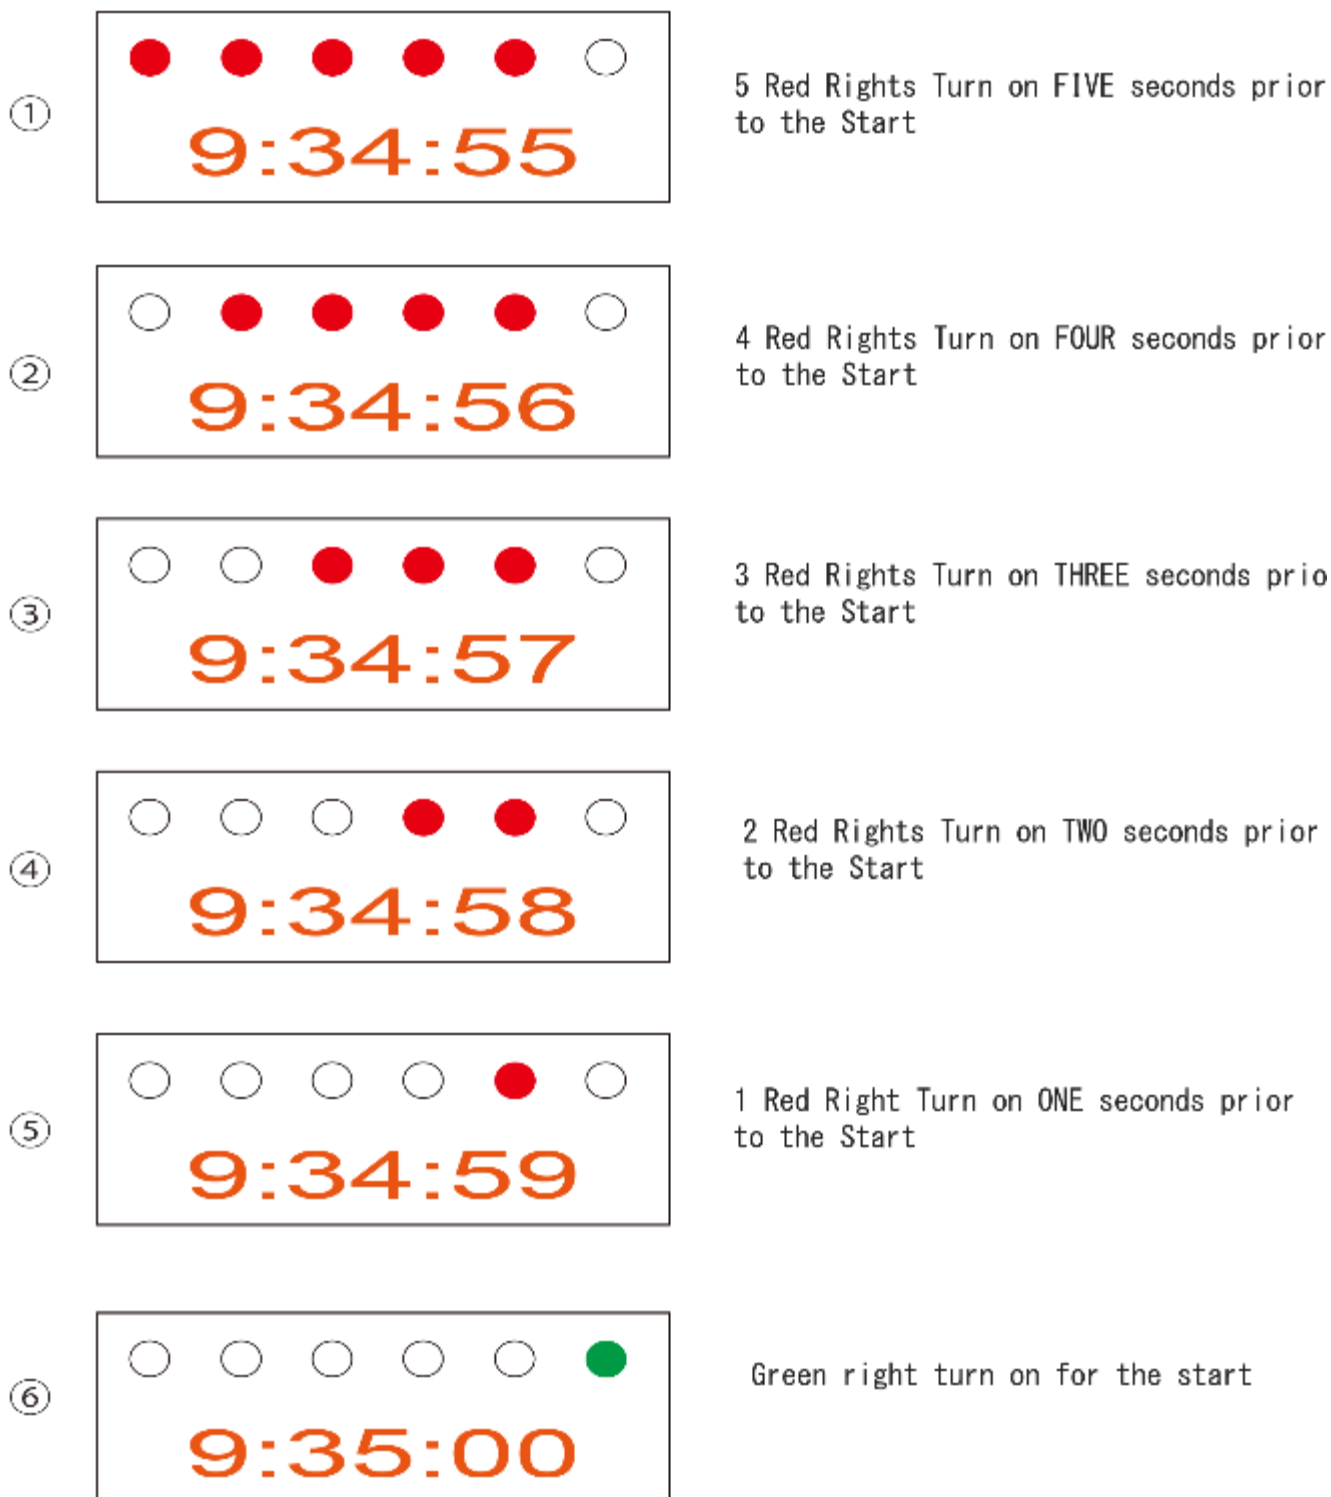 ①
9:34:55
5 Red Rights Turn on FIVE seconds prior
to the Start
②
9:34:56
4 Red Rights Turn on FOUR seconds prior
to the Start
③
9:34:57
3 Red Rights Turn on THREE seconds prio
to the Start
④
9:34:58
2 Red Rights Turn on TWO seconds prior
to the Start
⑤
9:34:59
1 Red Right Turn on ONE seconds prior
to the Start
⑥
9:35:00
Green right turn on for the start